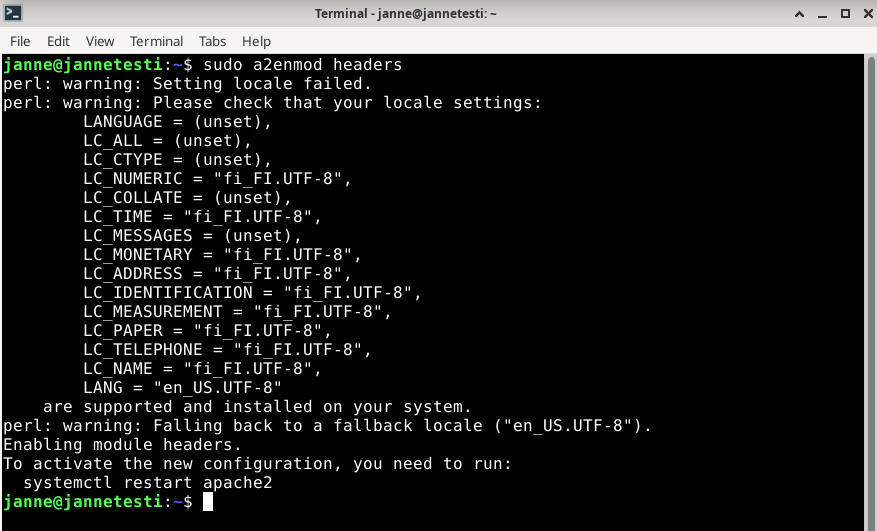 Terminal - janne@jannetesti: ~
File Edit View Terminal Tabs Help
janne@jannetesti:~$ sudo a2enmod headers
perl: warning: Setting locale failed.
perl: warning: Please check that your locale settings:
        LANGUAGE = (unset),
        LC_ALL = (unset),
        LC_CTYPE = (unset),
        LC_NUMERIC = "fi_FI.UTF-8",
        LC_COLLATE = (unset),
        LC_TIME = "fi_FI.UTF-8",
        LC_MESSAGES = (unset),
        LC_MONETARY = "fi_FI.UTF-8",
        LC_ADDRESS = "fi_FI.UTF-8",
        LC_IDENTIFICATION = "fi_FI.UTF-8",
        LC_MEASUREMENT = "fi_FI.UTF-8",
        LC_PAPER = "fi_FI.UTF-8",
        LC_TELEPHONE = "fi_FI.UTF-8",
        LC_NAME = "fi_FI.UTF-8",
        LANG = "en_US.UTF-8"
    are supported and installed on your system.
perl: warning: Falling back to a fallback locale ("en_US.UTF-8").
Enabling module headers.
To activate the new configuration, you need to run:
  systemctl restart apache2
janne@jannetesti:~$